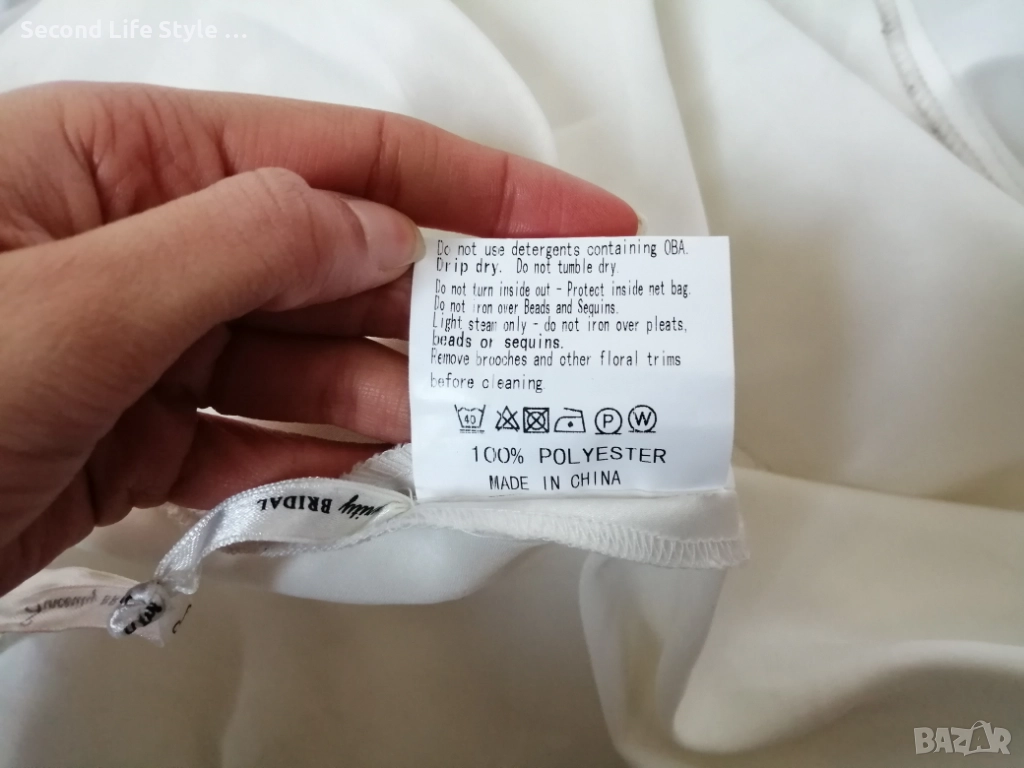 Second Life Style ...
Do not use detergents containing OBA.
Drip dry. Do not tumble dry.
Do not turn inside out - Protect inside net bag.
Do not iron over Beads and Sequins.
Light steam only - do not iron over pleats,
beads or sequins.
Remove brooches and other floral trims
before cleaning
40 P W
100% POLYESTER
MADE IN CHINA
BRIDAL
BAZAR